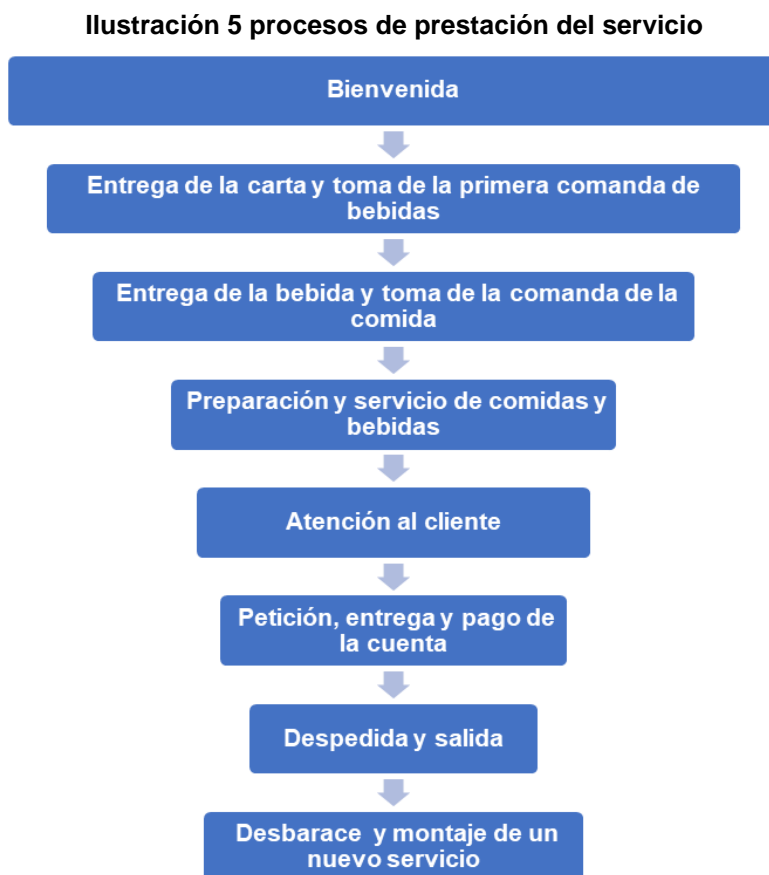 Ilustración 5 procesos de prestación del servicio
Bienvenida
Entrega de la carta y toma de la primera comanda de
bebidas
Entrega de la bebida y toma de la comanda de la
comida
Preparación y servicio de comidas y
bebidas
Atención al cliente
Petición, entrega y pago de
la cuenta
Despedida y salida
Desbarace y montaje de un
nuevo servicio